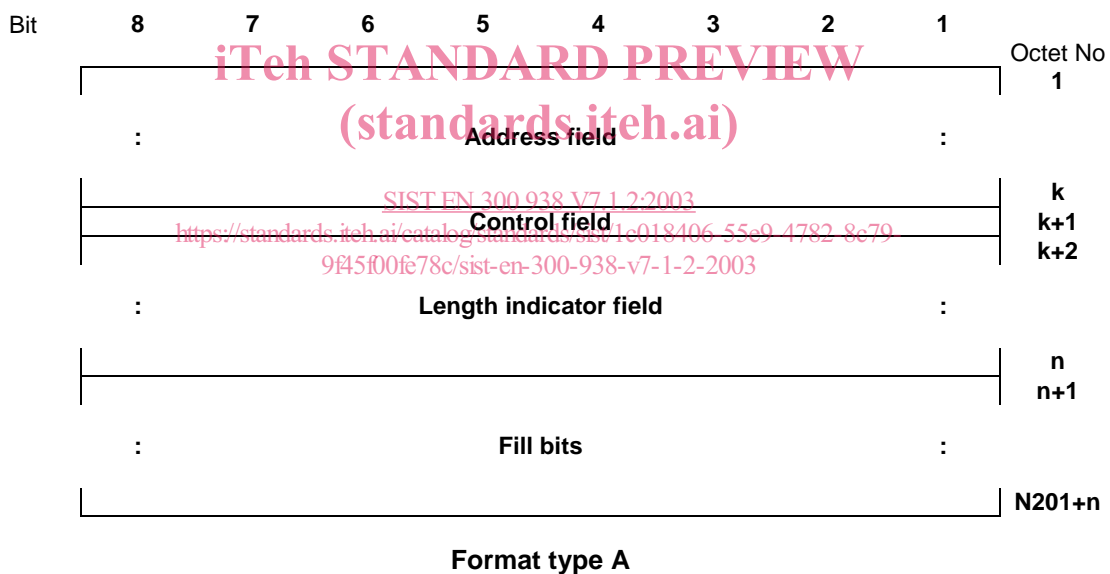 Bit 8 7 6 5 4 3 2 1
iTeh STANDARD PREVIEW
Octet No
1
(standards.iteh.ai)
: Address field :
k
SIST EN 300 938 V7.1.2:2003
Control field k+1
https://standards.iteh.ai/catalog/standards/sist/1c018406-55e9-4782-8c79-
k+2
9f45f00fe78c/sist-en-300-938-v7-1-2-2003
: Length indicator field :
n
n+1
: Fill bits :
N201+n
Format type A